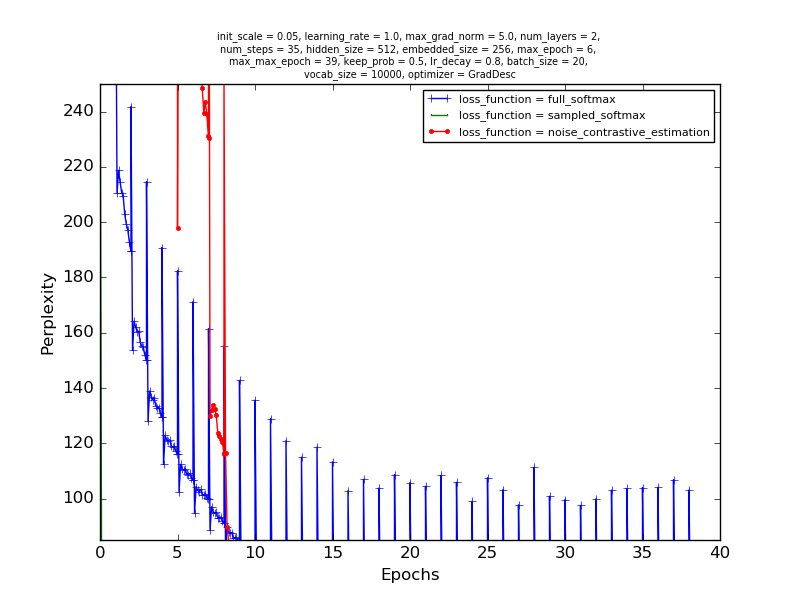 init_scale = 0.05, learning_rate = 1.0, max_grad_norm = 5.0, num_layers = 2,
num_steps = 35, hidden_size = 512, embedded_size = 256, max_epoch = 6,
max_max_epoch = 39, keep_prob = 0.5, lr_decay = 0.8, batch_size = 20,
vocab_size = 10000, optimizer = GradDesc
loss_function = full_softmax
loss_function = sampled_softmax
loss_function = noise_contrastive_estimation
Perplexity
240
220
200
180
160
140
120
100
0 5 10 15 20 25 30 35 40
Epochs